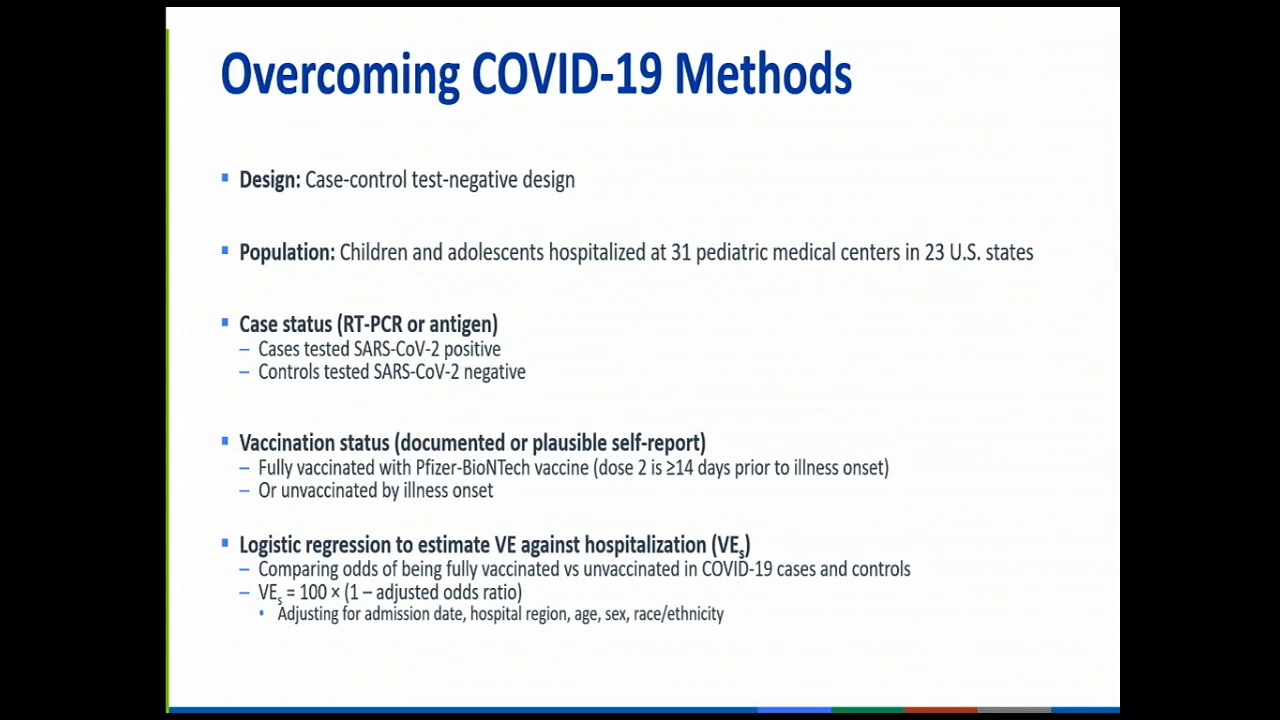 Overcoming COVID-19 Methods
▪ Design: Case-control test-negative design
▪ Population: Children and adolescents hospitalized at 31 pediatric medical centers in 23 U.S. states
▪ Case status (RT-PCR or antigen)
– Cases tested SARS-CoV-2 positive
– Controls tested SARS-CoV-2 negative
▪ Vaccination status (documented or plausible self-report)
– Fully vaccinated with Pfizer-BioNTech vaccine (dose 2 is ≥14 days prior to illness onset)
– Or unvaccinated by illness onset
▪ Logistic regression to estimate VE against hospitalization (VEs)
– Comparing odds of being fully vaccinated vs unvaccinated in COVID-19 cases and controls
– VEs = 100 × (1 – adjusted odds ratio)
• Adjusting for admission date, hospital region, age, sex, race/ethnicity